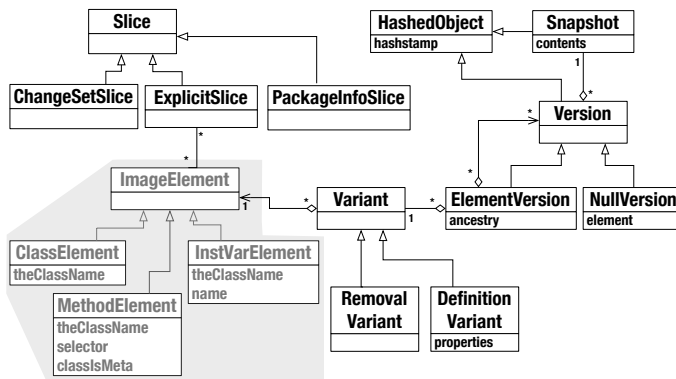 Slice
HashedObject
hashstamp
Snapshot
contents
1
ChangeSetSlice
ExplicitSlice
PackageInfoSlice
*
*
*
*
Version
*
ImageElement
1
*
Variant
1
*
ElementVersion
ancestry
NullVersion
element
ClassElement
theClassName
InstVarElement
theClassName
name
MethodElement
theClassName
selector
classIsMeta
Removal
Variant
Definition
Variant
properties